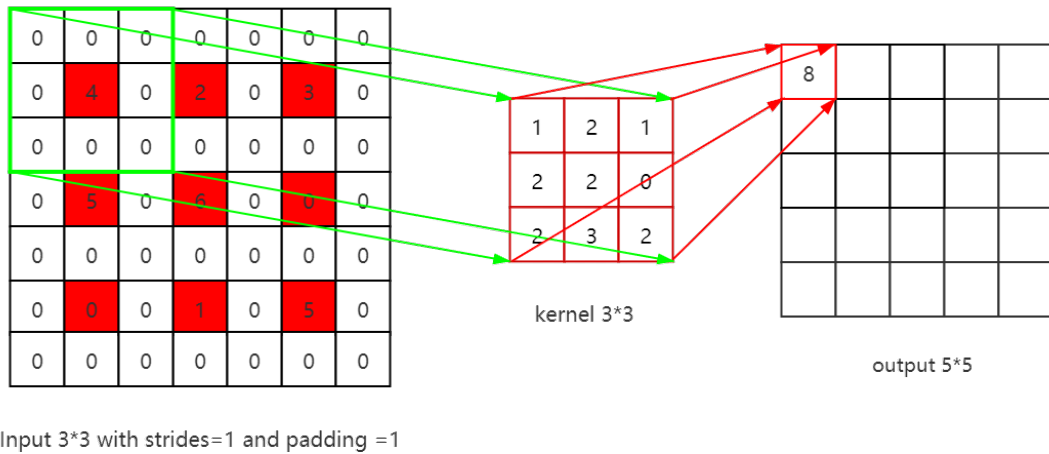 0 0 0 0 0 0 0
0 4 0 2 0 3 0
0 0 0 0 0 0 0
0 5 0 6 0 0 0
0 0 0 0 0 0 0
0 0 0 1 0 5 0
0 0 0 0 0 0 0
Input 3*3 with strides=1 and padding =1
1 2 1
2 2 0
2 3 2
kernel 3*3
8
output 5*5